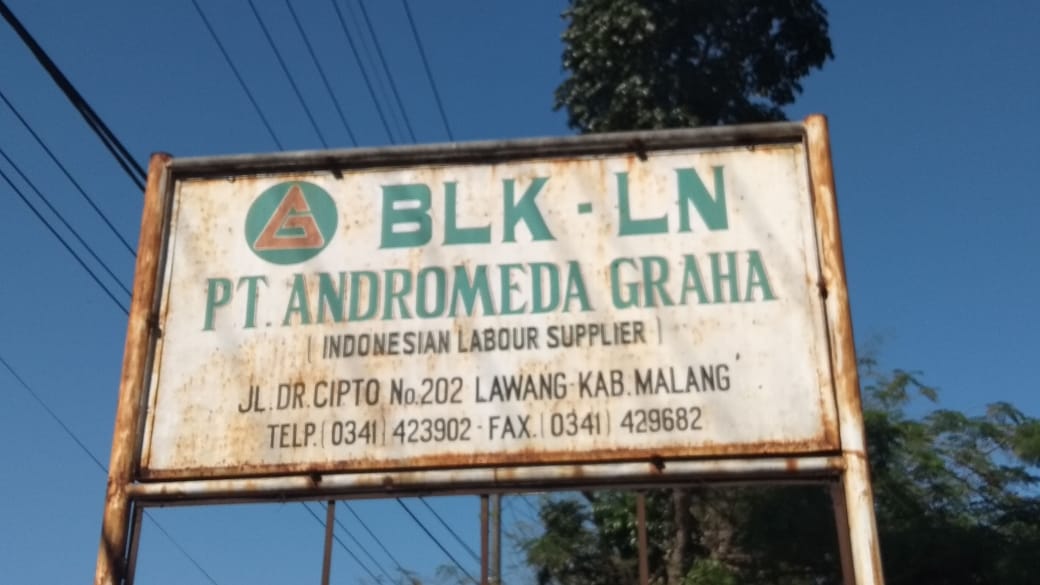 G BLK - LN
PT. ANDROMEDA GRAHA
( INDONESIAN LABOUR SUPPLIER )
JL. DR. CIPTO No. 202 LAWANG - KAB. MALANG
TELP. (0341) 423902 - FAX. (0341) 429682